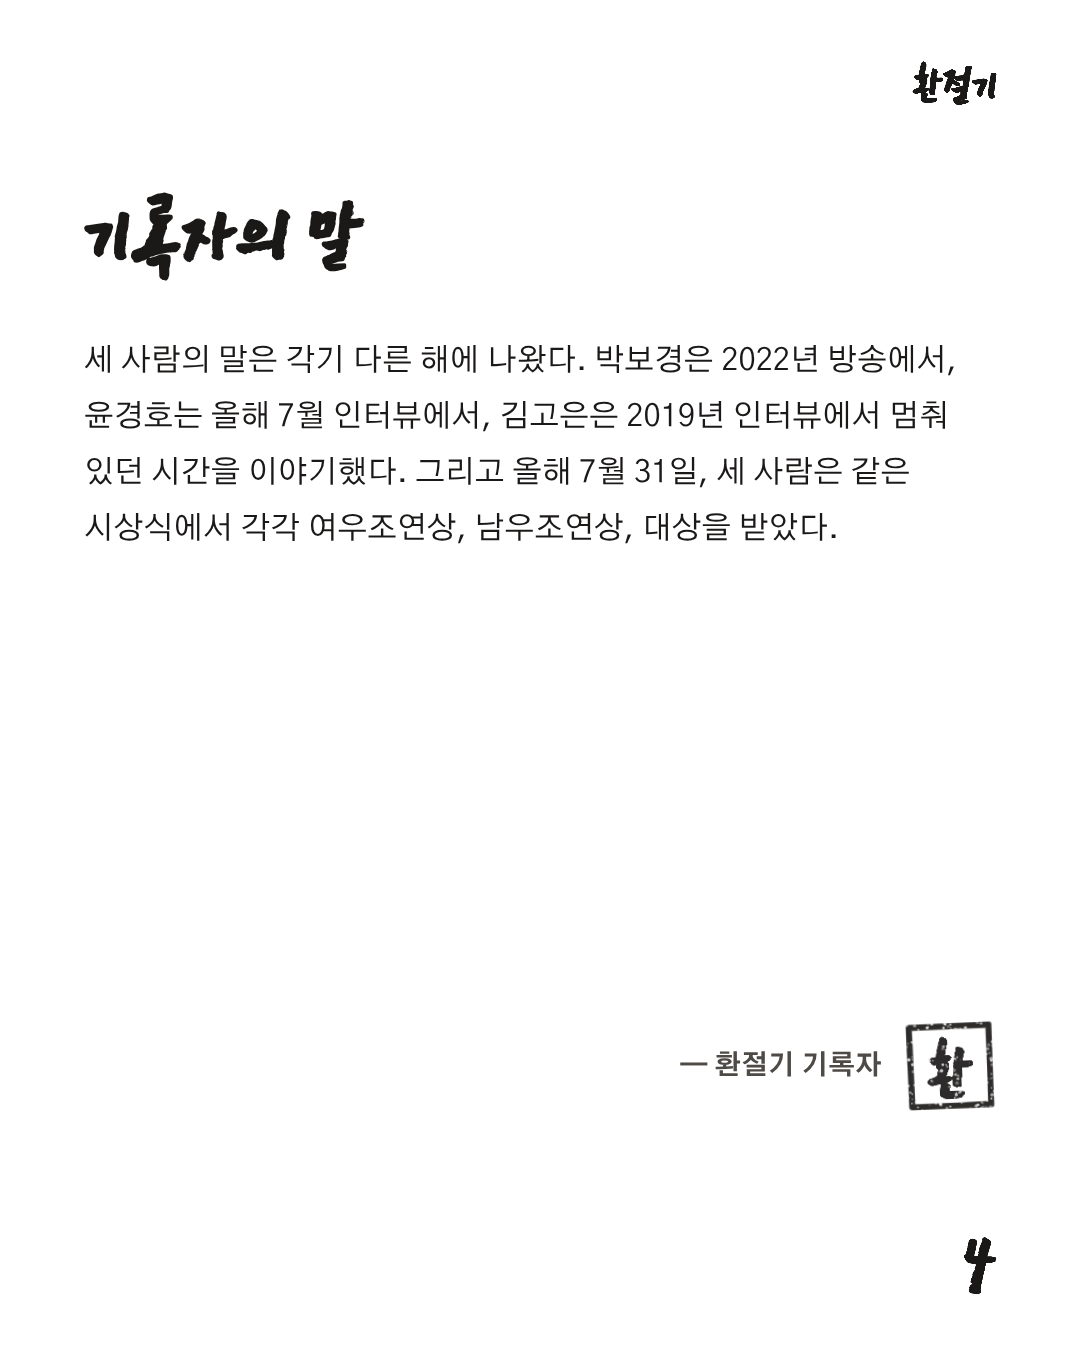 환절기
기록자의 말
세 사람의 말은 각기 다른 해에 나왔다. 박보경은 2022년 방송에서,
윤경호는 올해 7월 인터뷰에서, 김고은은 2019년 인터뷰에서 멈춰
있던 시간을 이야기했다. 그리고 올해 7월 31일, 세 사람은 같은
시상식에서 각각 여우조연상, 남우조연상, 대상을 받았다.
— 환절기 기록자
환
4